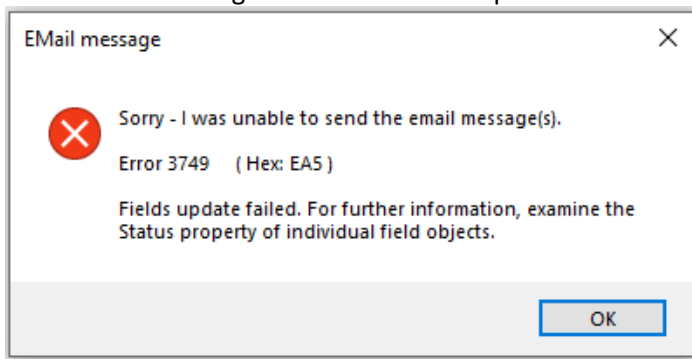 EMail message
Sorry - I was unable to send the email message(s).
Error 3749 ( Hex: EA5 )
Fields update failed. For further information, examine the
Status property of individual field objects.
OK